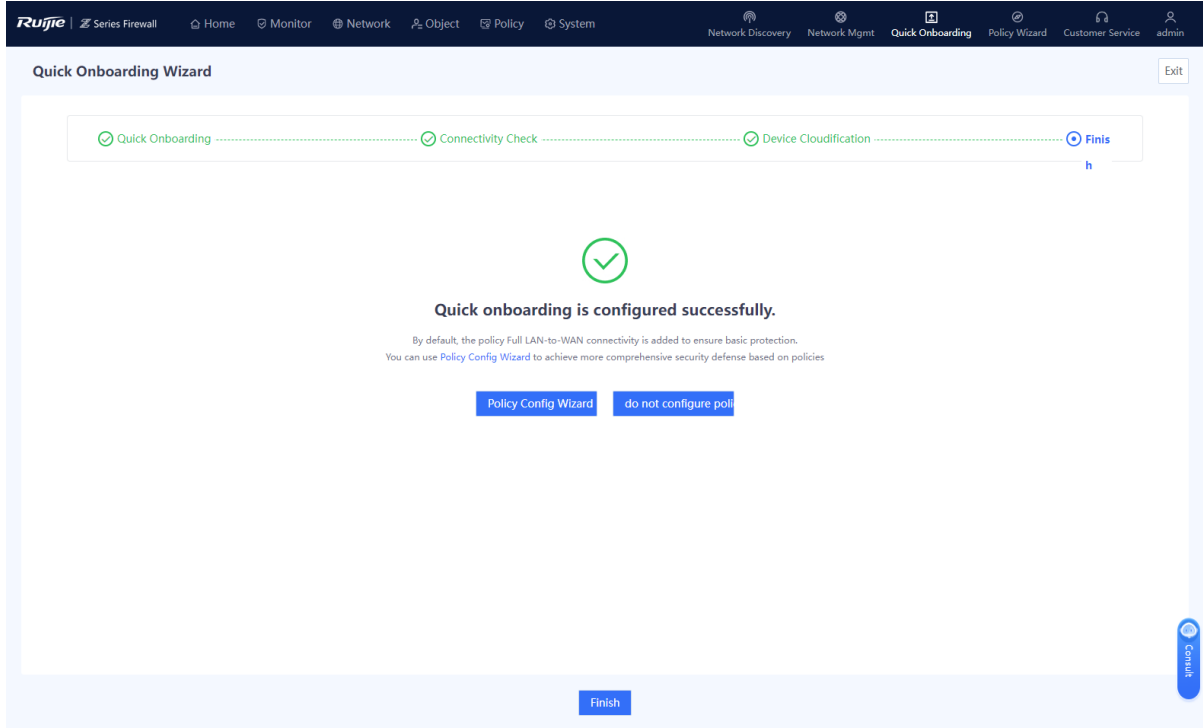 Ruijie | Z Series Firewall Home Monitor Network Object Policy System Network Discovery Network Mgmt Quick Onboarding Policy Wizard Customer Service admin
Quick Onboarding Wizard Exit
Quick Onboarding Connectivity Check Device Cloudification Finis
h
Quick onboarding is configured successfully.
By default, the policy Full LAN-to-WAN connectivity is added to ensure basic protection.
You can use Policy Config Wizard to achieve more comprehensive security defense based on policies
Policy Config Wizard do not configure poli
Consult
Finish